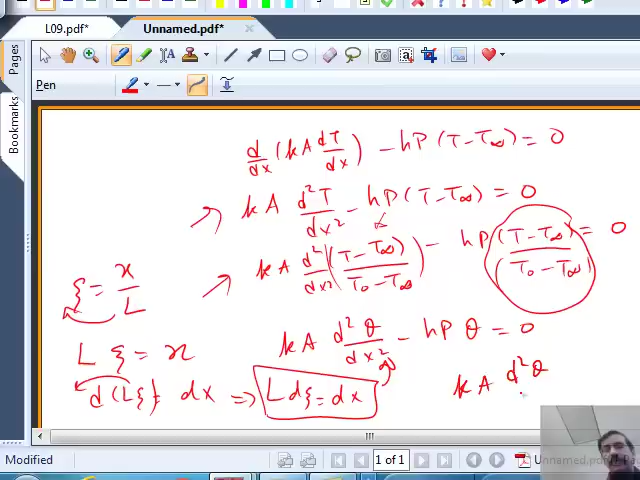 L09.pdf* Unnamed.pdf*
Pages
Bookmarks
Pen
d/dx (kA dT/dx) - hP (T - T∞) = 0
kA d²T/dx² - hP (T - T∞) = 0
kA d²/dx² ((T - T∞)/(T₀ - T∞)) - hP ((T - T∞)/(T₀ - T∞)) = 0
ξ = x/L
kA d²θ/dx² - hP θ = 0
L ξ = x
d(Lξ) = dx ⇒ L dξ = dx
kA d²θ
Modified 1 of 1 Unnamed.pdf*